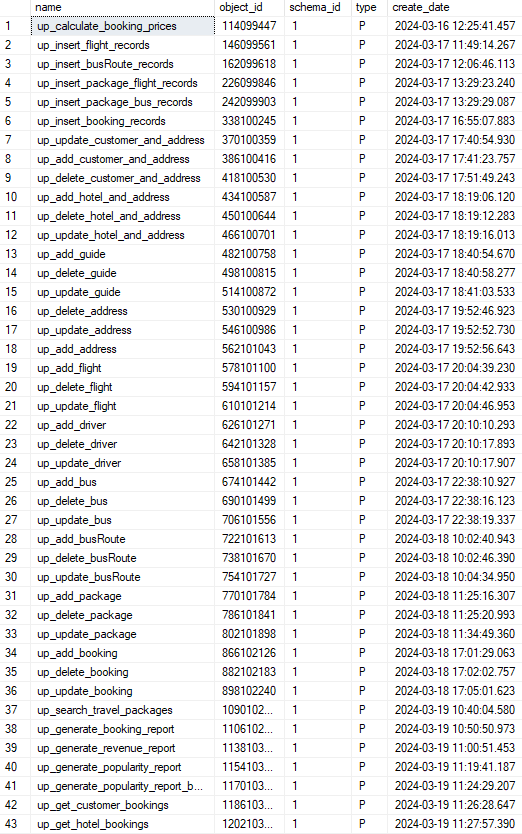 name object_id schema_id type create_date
1 up_calculate_booking_prices 114099447 1 P 2024-03-16 12:25:41.457
2 up_insert_flight_records 146099561 1 P 2024-03-17 11:49:14.267
3 up_insert_busRoute_records 162099618 1 P 2024-03-17 12:06:46.113
4 up_insert_package_flight_records 226099846 1 P 2024-03-17 13:29:23.240
5 up_insert_package_bus_records 242099903 1 P 2024-03-17 13:29:29.087
6 up_insert_booking_records 338100245 1 P 2024-03-17 16:55:07.883
7 up_update_customer_and_address 370100359 1 P 2024-03-17 17:40:54.930
8 up_add_customer_and_address 386100416 1 P 2024-03-17 17:41:23.757
9 up_delete_customer_and_address 418100530 1 P 2024-03-17 17:51:49.243
10 up_add_hotel_and_address 434100587 1 P 2024-03-17 18:19:06.120
11 up_delete_hotel_and_address 450100644 1 P 2024-03-17 18:19:12.283
12 up_update_hotel_and_address 466100701 1 P 2024-03-17 18:19:16.013
13 up_add_guide 482100758 1 P 2024-03-17 18:40:54.670
14 up_delete_guide 498100815 1 P 2024-03-17 18:40:58.277
15 up_update_guide 514100872 1 P 2024-03-17 18:41:03.533
16 up_delete_address 530100929 1 P 2024-03-17 19:52:46.923
17 up_update_address 546100986 1 P 2024-03-17 19:52:52.730
18 up_add_address 562101043 1 P 2024-03-17 19:52:56.643
19 up_add_flight 578101100 1 P 2024-03-17 20:04:39.230
20 up_delete_flight 594101157 1 P 2024-03-17 20:04:42.933
21 up_update_flight 610101214 1 P 2024-03-17 20:04:46.953
22 up_add_driver 626101271 1 P 2024-03-17 20:10:10.293
23 up_delete_driver 642101328 1 P 2024-03-17 20:10:17.893
24 up_update_driver 658101385 1 P 2024-03-17 20:10:17.907
25 up_add_bus 674101442 1 P 2024-03-17 22:38:10.927
26 up_delete_bus 690101499 1 P 2024-03-17 22:38:16.123
27 up_update_bus 706101556 1 P 2024-03-17 22:38:19.337
28 up_add_busRoute 722101613 1 P 2024-03-18 10:02:40.943
29 up_delete_busRoute 738101670 1 P 2024-03-18 10:02:46.390
30 up_update_busRoute 754101727 1 P 2024-03-18 10:04:34.950
31 up_add_package 770101784 1 P 2024-03-18 11:25:16.307
32 up_delete_package 786101841 1 P 2024-03-18 11:25:20.993
33 up_update_package 802101898 1 P 2024-03-18 11:34:49.360
34 up_add_booking 866102126 1 P 2024-03-18 17:01:29.063
35 up_delete_booking 882102183 1 P 2024-03-18 17:02:02.757
36 up_update_booking 898102240 1 P 2024-03-18 17:05:01.623
37 up_search_travel_packages 1090102... 1 P 2024-03-19 10:40:04.580
38 up_generate_booking_report 1106102... 1 P 2024-03-19 10:50:50.973
39 up_generate_revenue_report 1138103... 1 P 2024-03-19 11:00:51.453
40 up_generate_popularity_report 1154103... 1 P 2024-03-19 11:19:41.187
41 up_generate_popularity_report_b... 1170103... 1 P 2024-03-19 11:24:29.207
42 up_get_customer_bookings 1186103... 1 P 2024-03-19 11:26:28.647
43 up_get_hotel_bookings 1202103... 1 P 2024-03-19 11:27:57.390